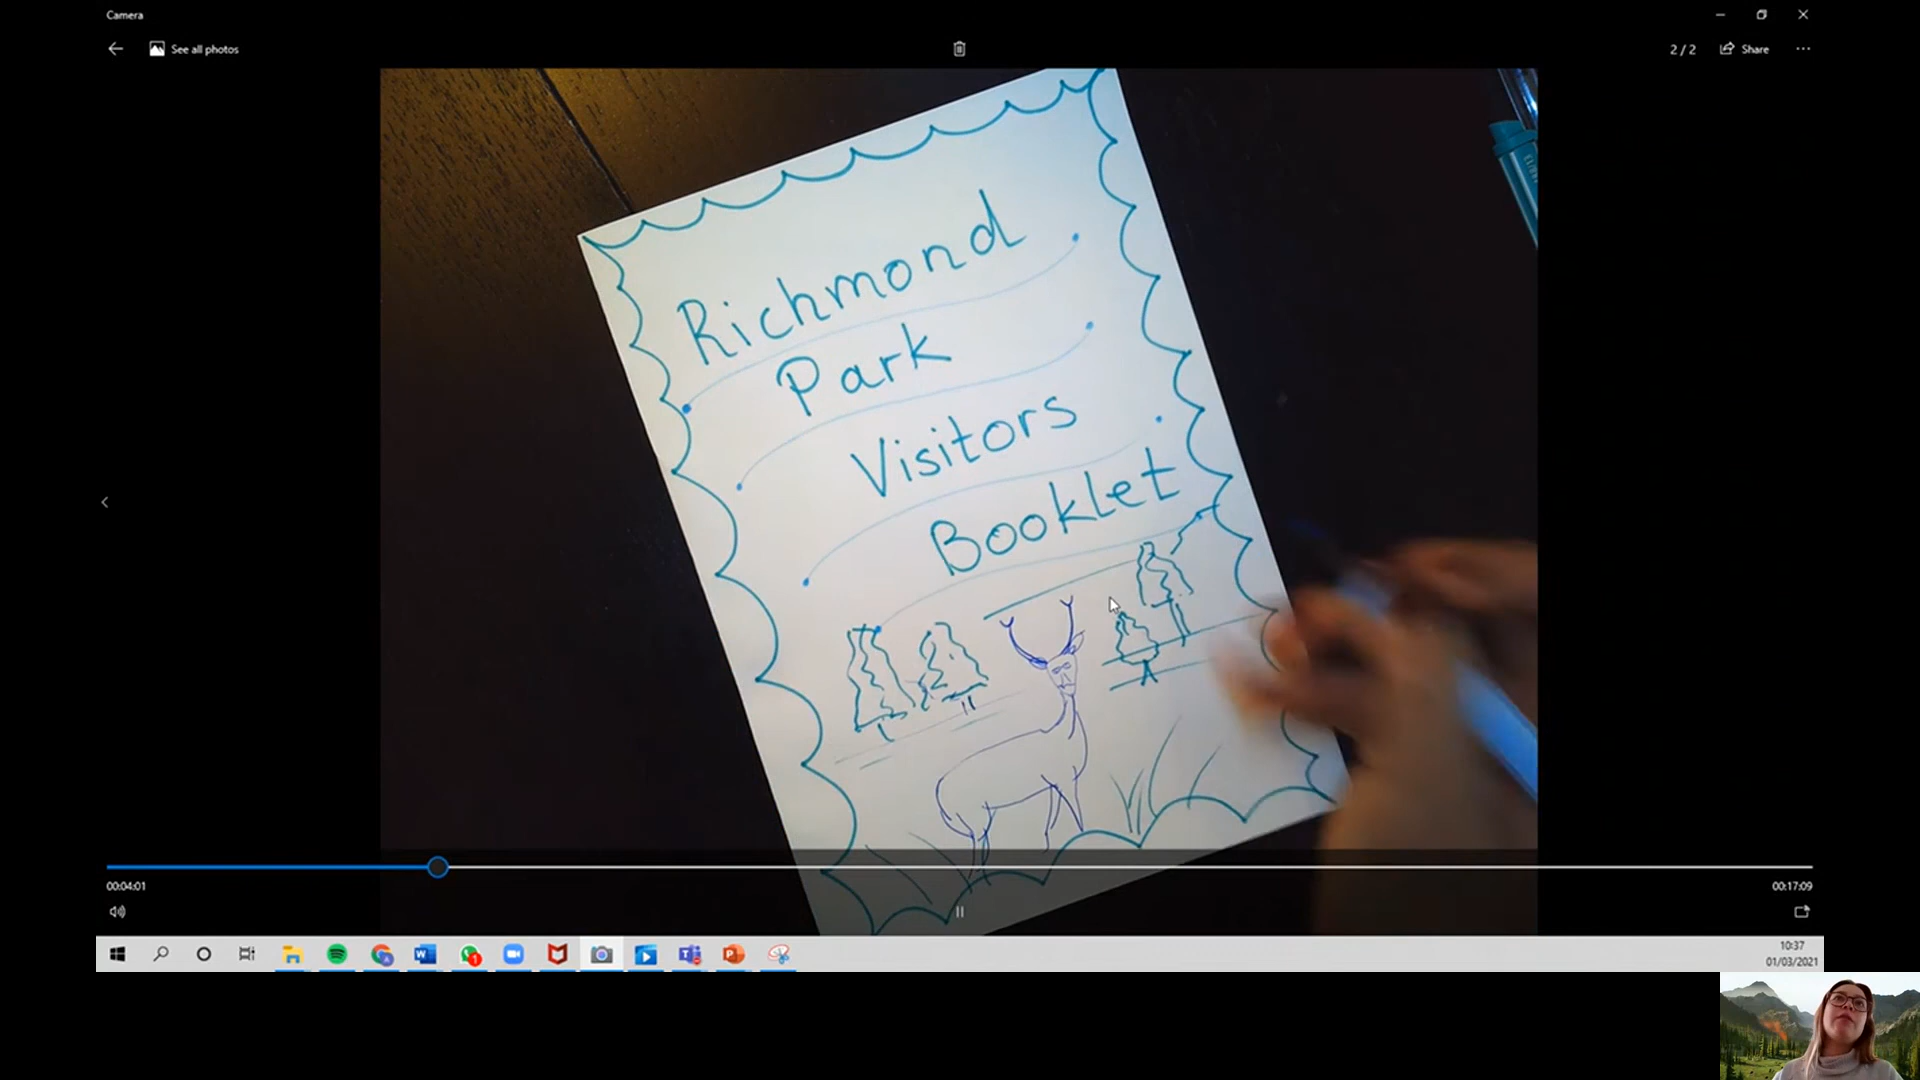 Camera
See all photos
2 / 2
Share
Richmond
Park
Visitors
Booklet
00:04:01
00:17:09
10:37
01/03/2021